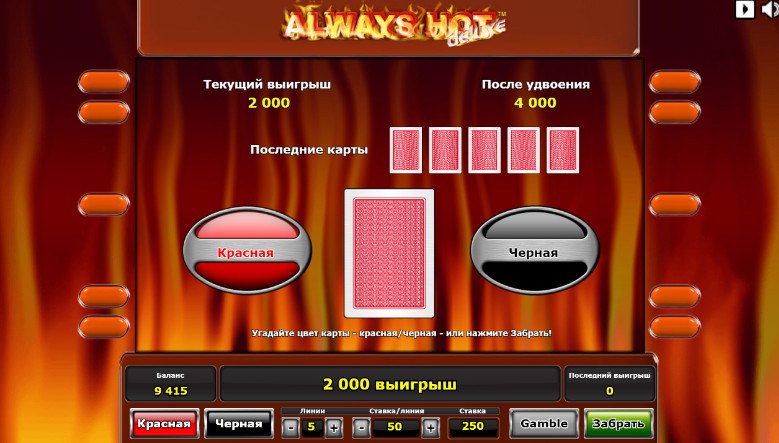 ALWAYS HOT™
deluxe
Текущий выигрыш
2 000
После удвоения
4 000
Последние карты
Красная
Черная
Угадайте цвет карты - красная/черная - или нажмите Забрать!
Баланс
9 415
2 000 выигрыш
Последний выигрыш
0
Красная
Черная
Линии
- 5 +
Ставка/линия
- 50 +
Ставка
250
Gamble
Забрать